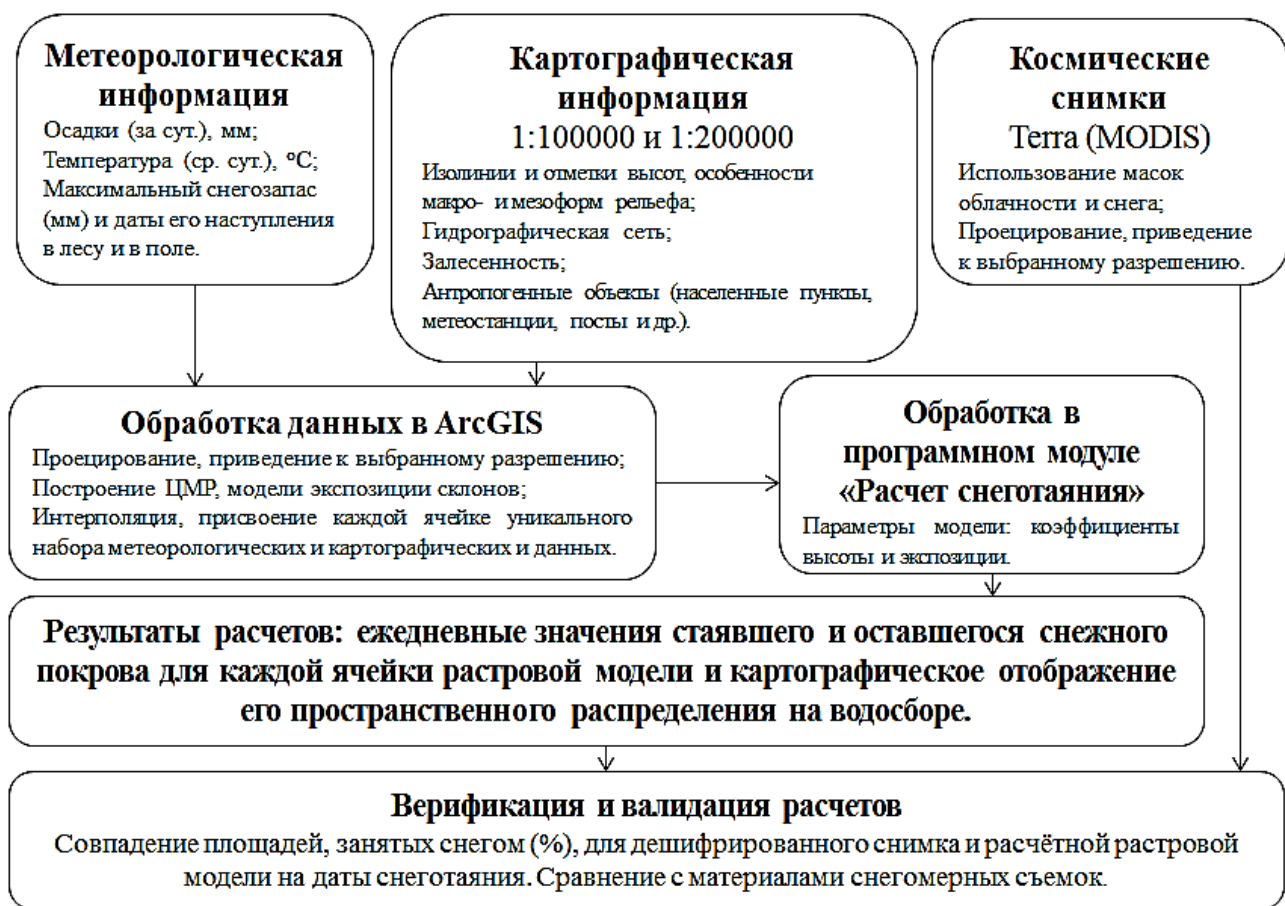 Метеорологическая
информация
Осадки (за сут.), мм;
Температура (ср. сут.), °С;
Максимальный снегозапас
(мм) и даты его наступления
в лесу и в поле.
Картографическая
информация
1:100000 и 1:200000
Изолинии и отметки высот, особенности
макро- и мезоформ рельефа;
Гидрографическая сеть;
Залесенность;
Антропогенные объекты (населенные пункты,
метеостанции, посты и др.).
Космические
снимки
Terra (MODIS)
Использование масок
облачности и снега;
Проецирование, приведение
к выбранному разрешению.
Обработка данных в ArcGIS
Проецирование, приведение к выбранному разрешению;
Построение ЦМР, модели экспозиции склонов;
Интерполяция, присвоение каждой ячейке уникального
набора метеорологических и картографических и данных.
Обработка в
программном модуле
«Расчет снеготаяния»
Параметры модели: коэффициенты
высоты и экспозиции.
Результаты расчетов: ежедневные значения стаявшего и оставшегося снежного
покрова для каждой ячейки растровой модели и картографическое отображение
его пространственного распределения на водосборе.
Верификация и валидация расчетов
Совпадение площадей, занятых снегом (%), для дешифрированного снимка и расчётной растровой
модели на даты снеготаяния. Сравнение с материалами снегомерных съемок.